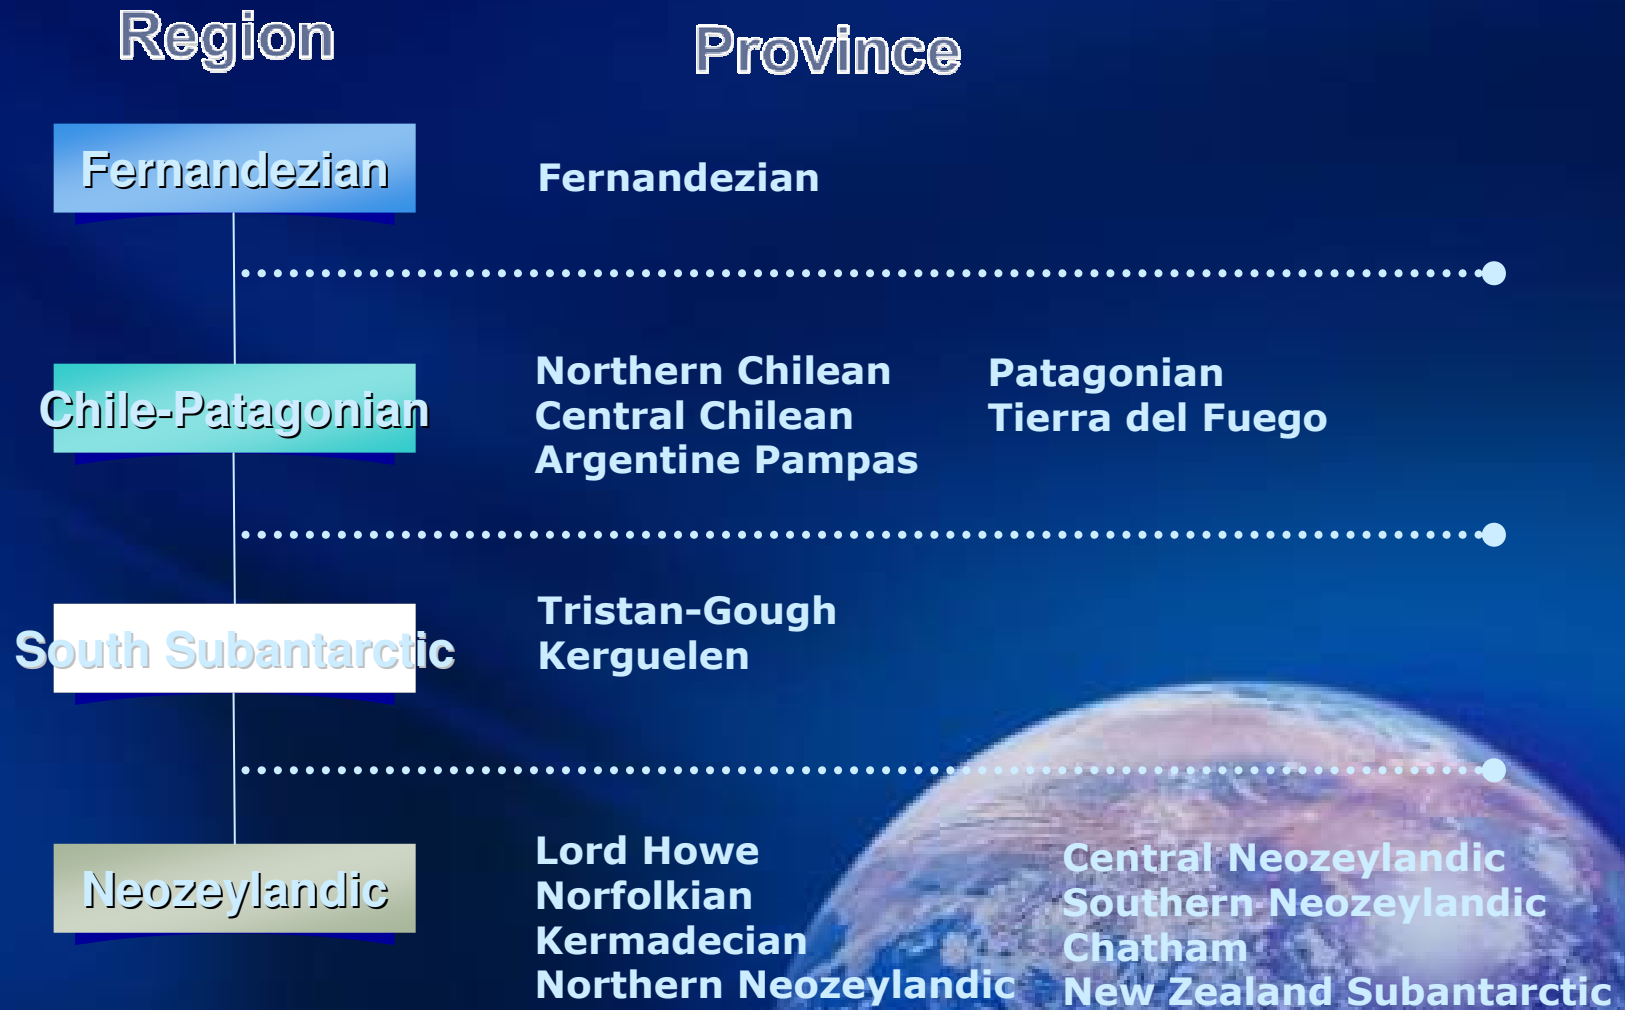 Region
Province
Fernandezian
Fernandezian
Chile-Patagonian
Northern Chilean
Central Chilean
Argentine Pampas
Patagonian
Tierra del Fuego
South Subantarctic
Tristan-Gough
Kerguelen
Neozeylandic
Lord Howe
Norfolkian
Kermadecian
Northern Neozeylandic
Central Neozeylandic
Southern Neozeylandic
Chatham
New Zealand Subantarctic